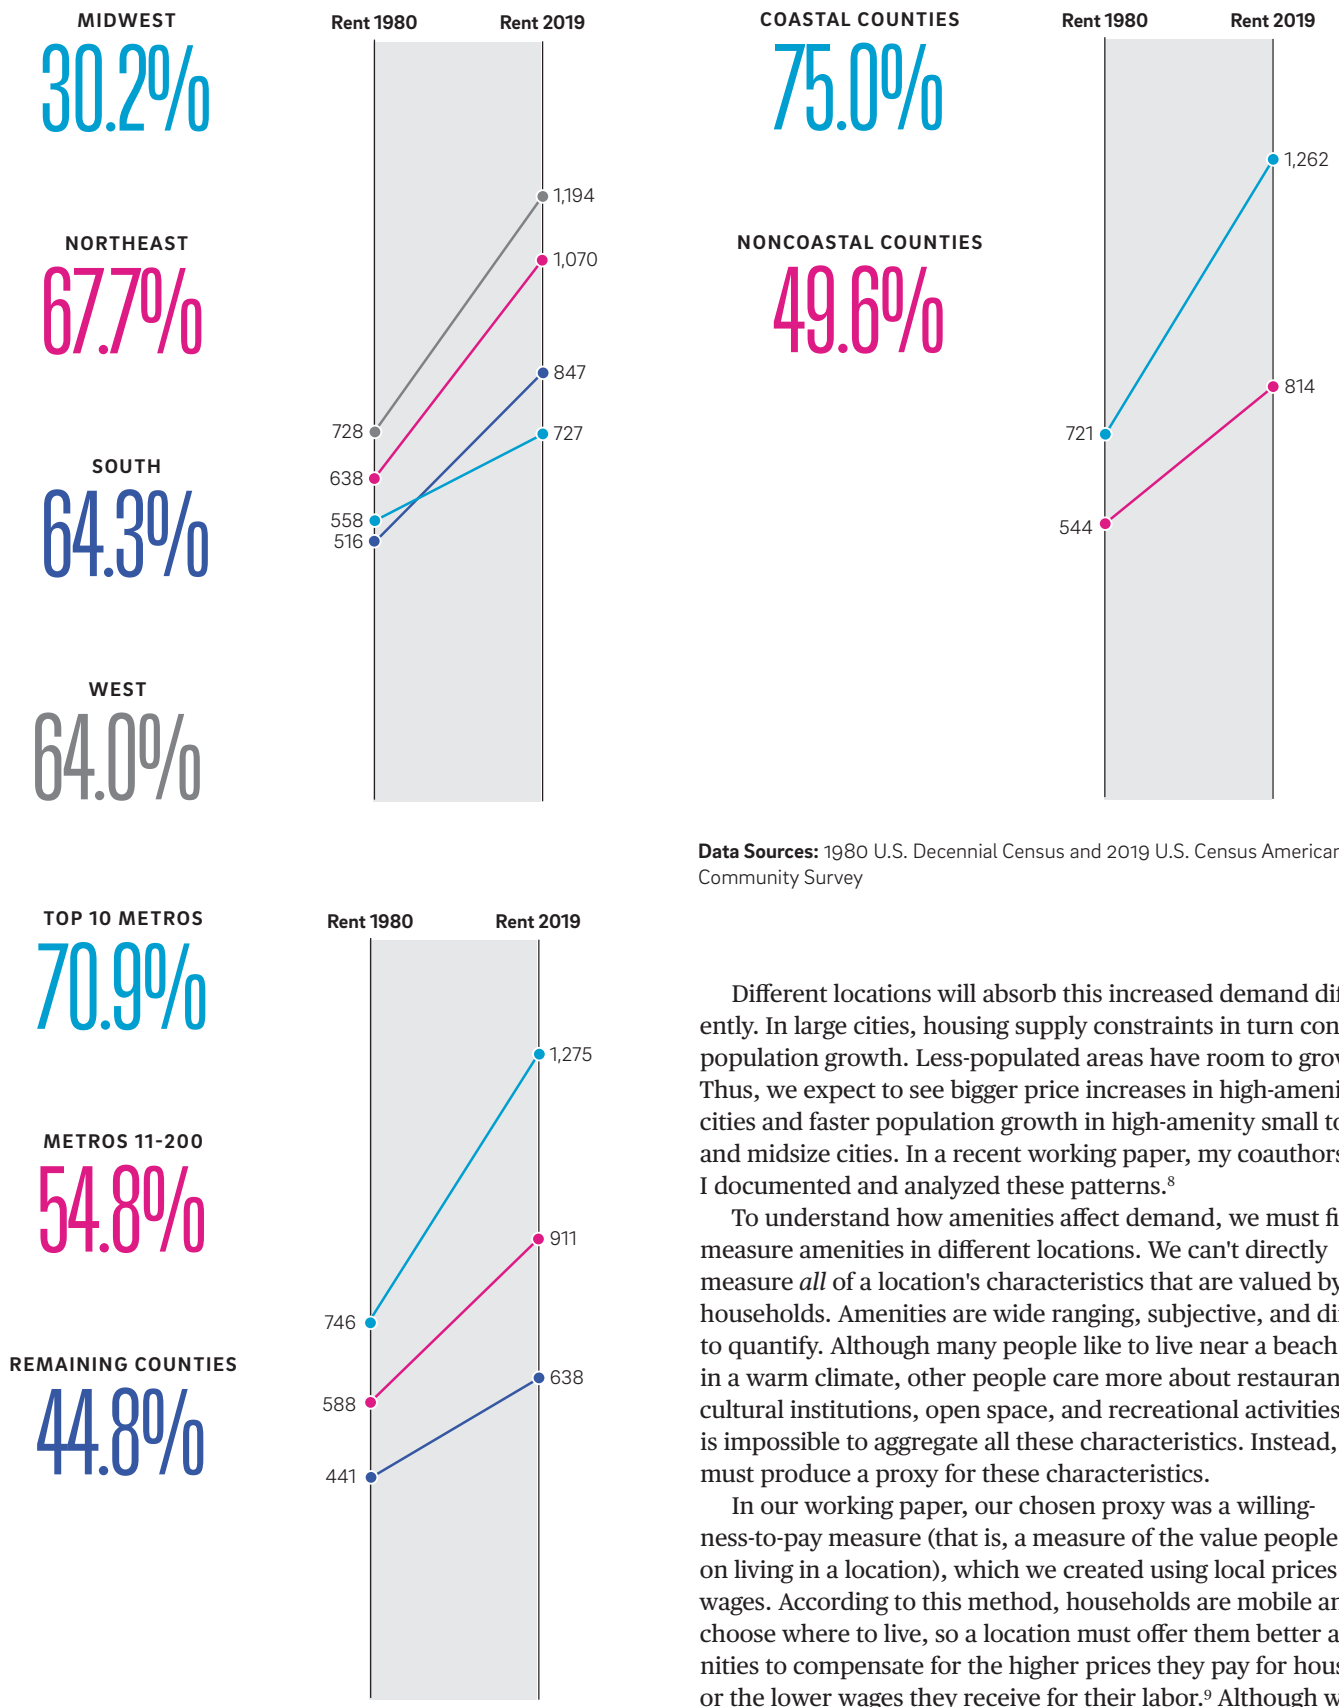 MIDWEST
30.2%
NORTHEAST
67.7%
SOUTH
64.3%
WEST
64.0%
Rent 1980 Rent 2019
1,194
1,070
847
728
727
638
558
516
TOP 10 METROS
70.9%
METROS 11-200
54.8%
REMAINING COUNTIES
44.8%
Rent 1980 Rent 2019
1,275
911
746
638
588
441
COASTAL COUNTIES
75.0%
NONCOASTAL COUNTIES
49.6%
Rent 1980 Rent 2019
1,262
814
721
544
Data Sources: 1980 U.S. Decennial Census and 2019 U.S. Census American
Community Survey
Different locations will absorb this increased demand dif
ently. In large cities, housing supply constraints in turn con
population growth. Less-populated areas have room to grow
Thus, we expect to see bigger price increases in high-ameni
cities and faster population growth in high-amenity small to
and midsize cities. In a recent working paper, my coauthors
I documented and analyzed these patterns.⁸
To understand how amenities affect demand, we must fi
measure amenities in different locations. We can't directly
measure all of a location's characteristics that are valued by
households. Amenities are wide ranging, subjective, and di
to quantify. Although many people like to live near a beach
in a warm climate, other people care more about restauran
cultural institutions, open space, and recreational activities
is impossible to aggregate all these characteristics. Instead,
must produce a proxy for these characteristics.
In our working paper, our chosen proxy was a willing-
ness-to-pay measure (that is, a measure of the value people
on living in a location), which we created using local prices
wages. According to this method, households are mobile an
choose where to live, so a location must offer them better a
nities to compensate for the higher prices they pay for hous
or the lower wages they receive for their labor.⁹ Although w